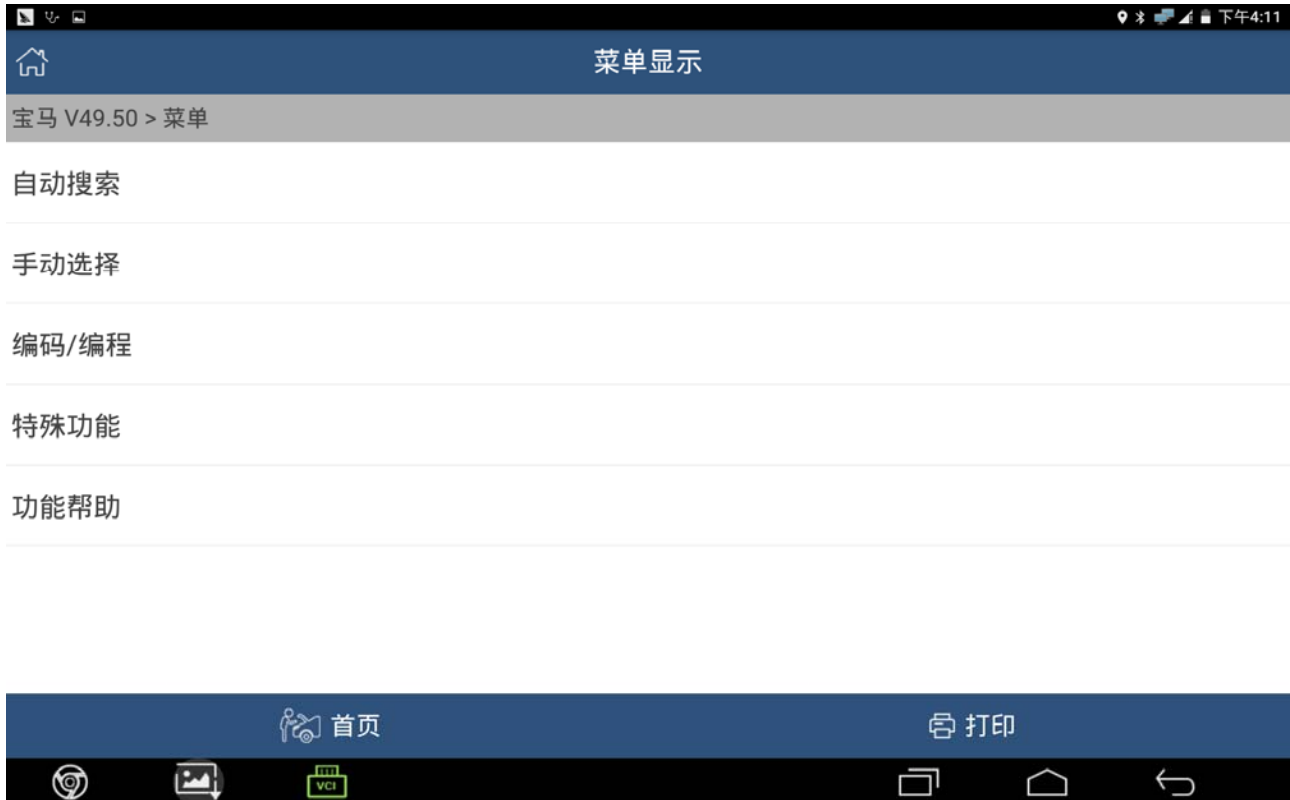 下午4:11
菜单显示
宝马 V49.50 > 菜单
自动搜索
手动选择
编码/编程
特殊功能
功能帮助
首页
打印
VCI